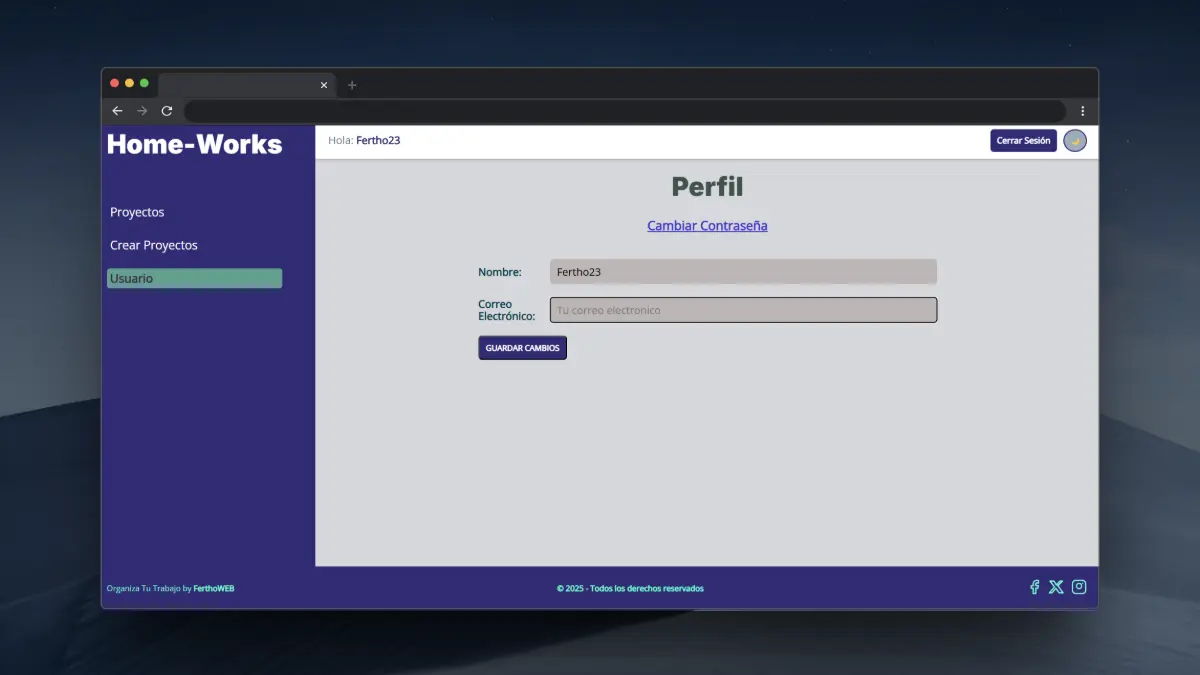 Home-Works
Hola: Fertho23
Cerrar Sesión
Proyectos
Crear Proyectos
Usuario
Perfil
Cambiar Contraseña
Nombre:
Fertho23
Correo
Electrónico:
Tu correo electronico
GUARDAR CAMBIOS
Organiza Tu Trabajo by FerthoWEB
© 2025 - Todos los derechos reservados